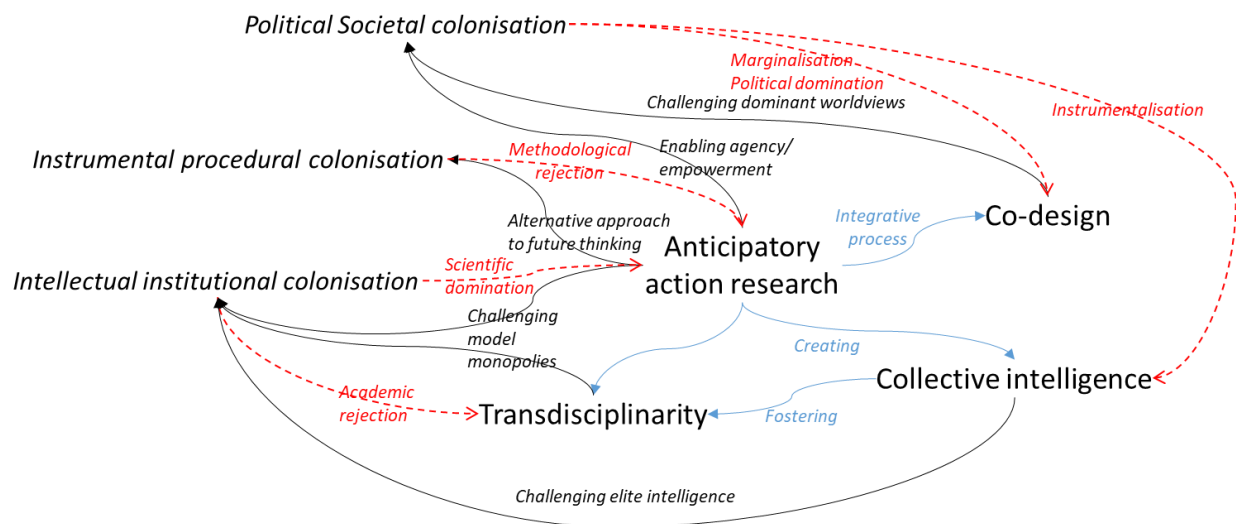 Political Societal colonisation
Marginalisation
Political domination
Challenging dominant worldviews
Instrumentalisation
Instrumental procedural colonisation
Methodological
rejection
Enabling agency/
empowerment
Alternative approach
to future thinking
Anticipatory
action research
Integrative
process
Co-design
Intellectual institutional colonisation
Scientific
domination
Challenging
model
monopolies
Creating
Academic
rejection
Transdisciplinarity
Fostering
Collective intelligence
Challenging elite intelligence